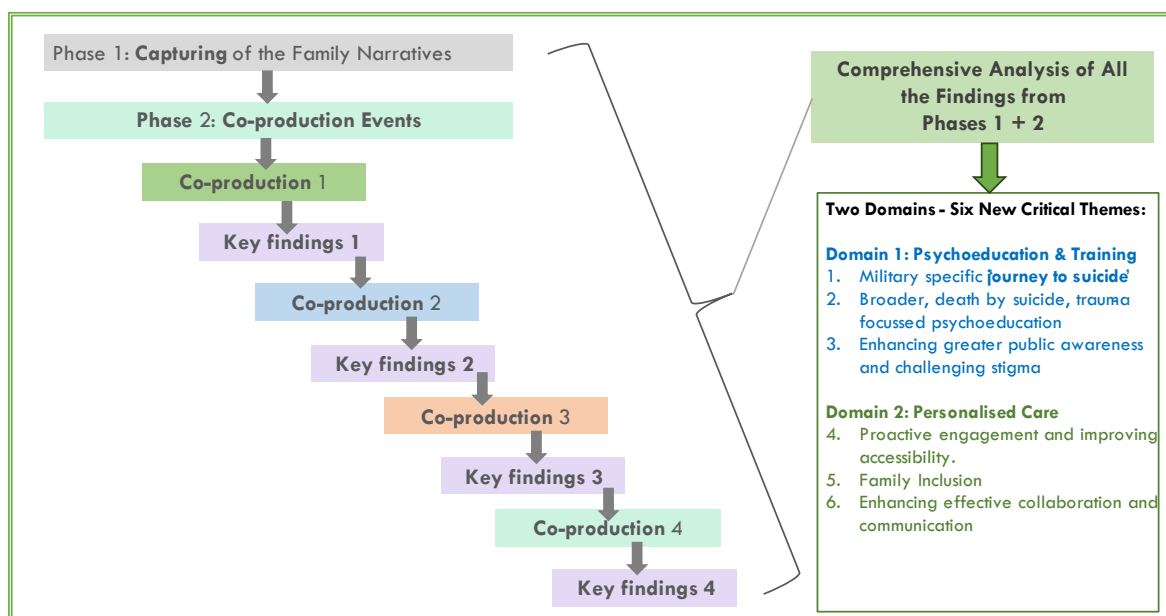 Phase 1: Capturing of the Family Narratives
Phase 2: Co-production Events
Co-production 1
Key findings 1
Co-production 2
Key findings 2
Co-production 3
Key findings 3
Co-production 4
Key findings 4
Comprehensive Analysis of All
the Findings from
Phases 1 + 2
Two Domains - Six New Critical Themes:
Domain 1: Psychoeducation & Training
1. Military specific 'journey to suicide'
2. Broader, death by suicide, trauma
focussed psychoeducation
3. Enhancing greater public awareness
and challenging stigma
Domain 2: Personalised Care
4. Proactive engagement and improving
accessibility.
5. Family Inclusion
6. Enhancing effective collaboration and
communication